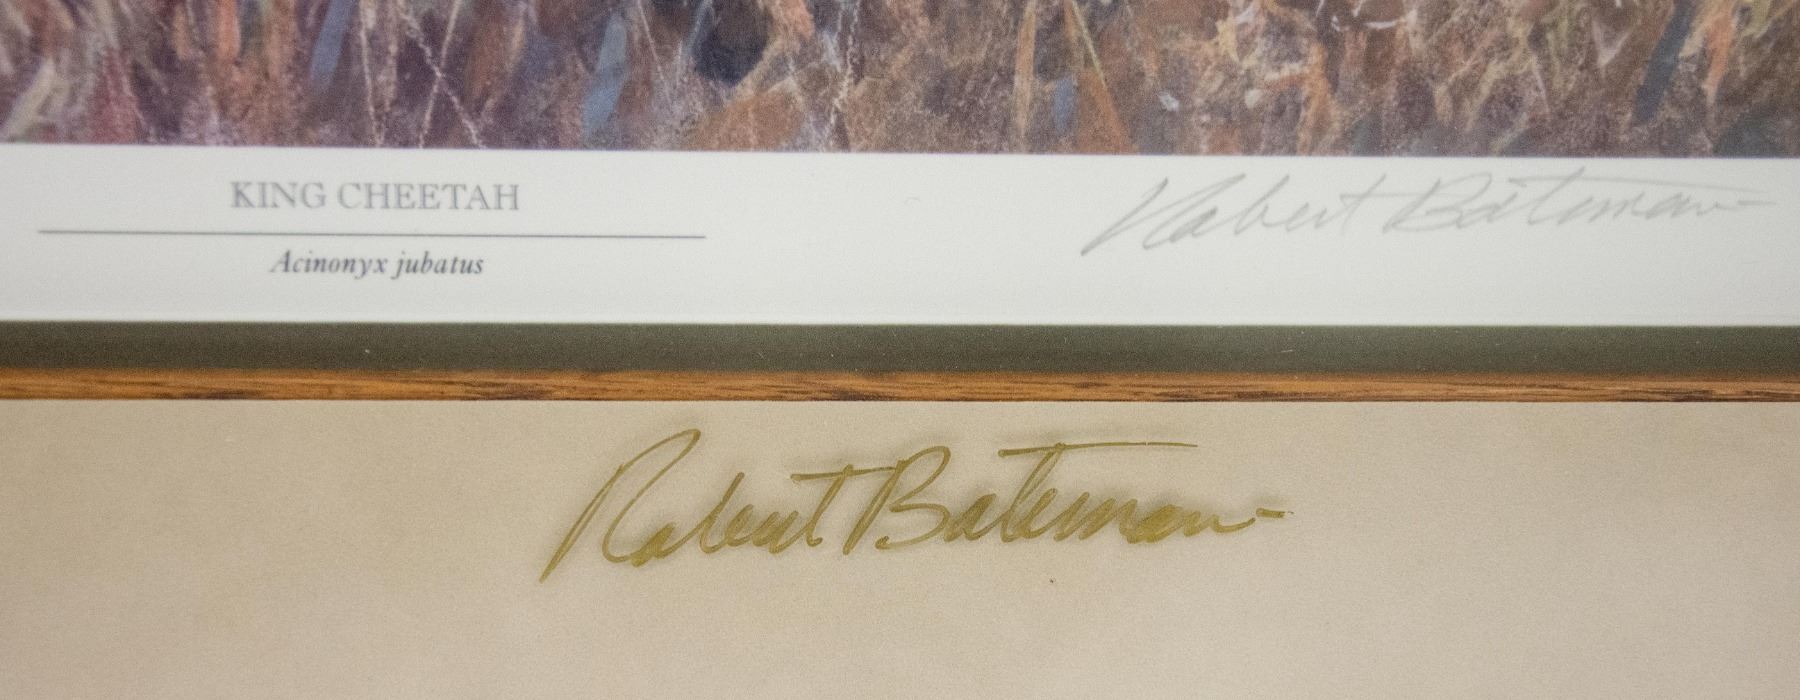 KING CHEETAH
Acinonyx jubatus
Robert Bateman
Robert Bateman